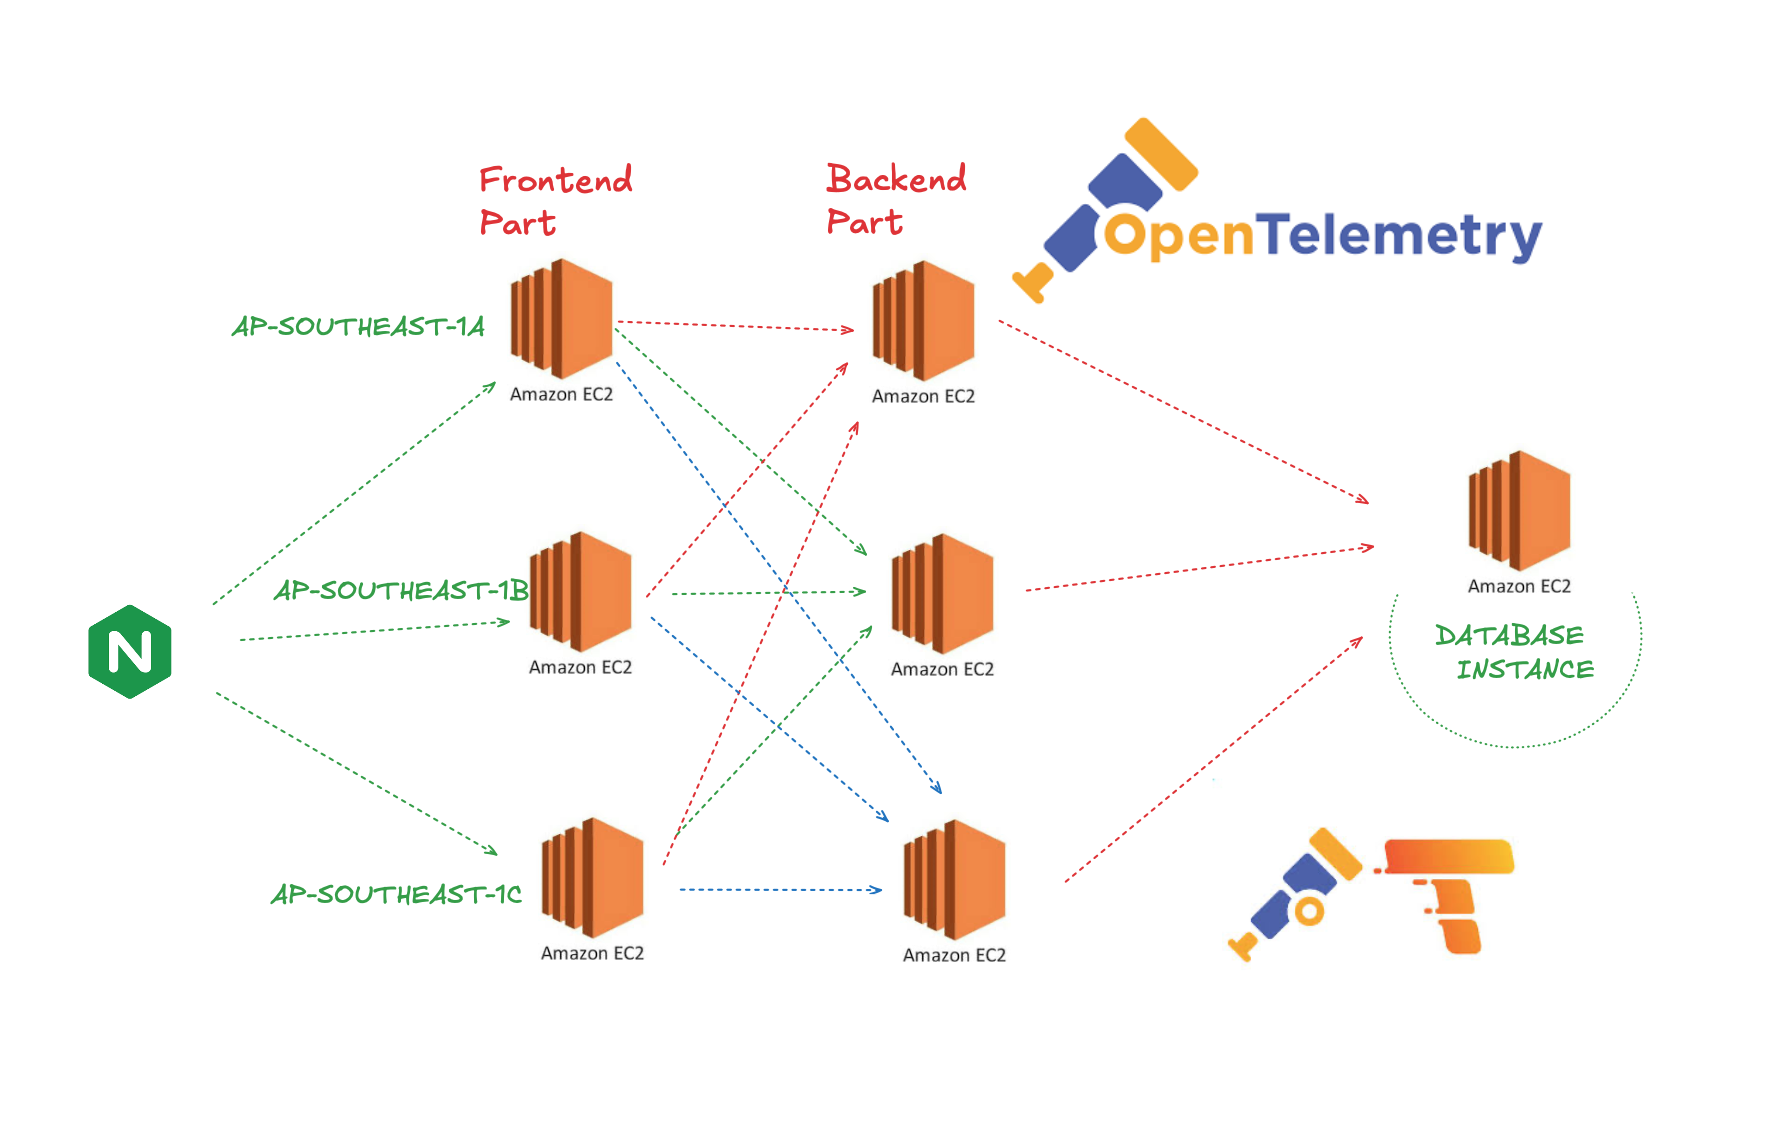 Frontend
Part
Backend
Part
OpenTelemetry
AP-SOUTHEAST-1A
Amazon EC2
Amazon EC2
Amazon EC2
DATABASE
INSTANCE
AP-SOUTHEAST-1B
Amazon EC2
Amazon EC2
N
AP-SOUTHEAST-1C
Amazon EC2
Amazon EC2